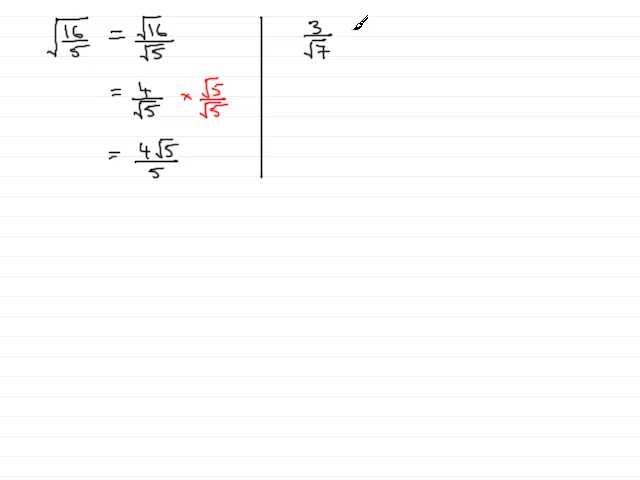 √(16/5) = √16/√5
= 4/√5 × √5/√5
= 4√5/5
3/√7